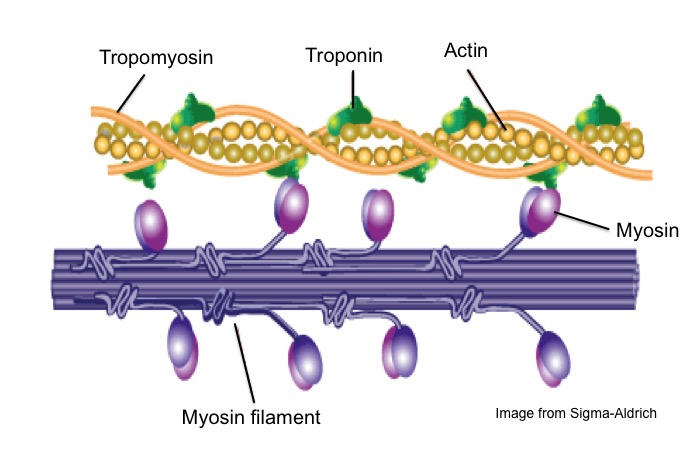 Tropomyosin
Troponin
Actin
Myosin
Myosin filament
Image from Sigma-Aldrich